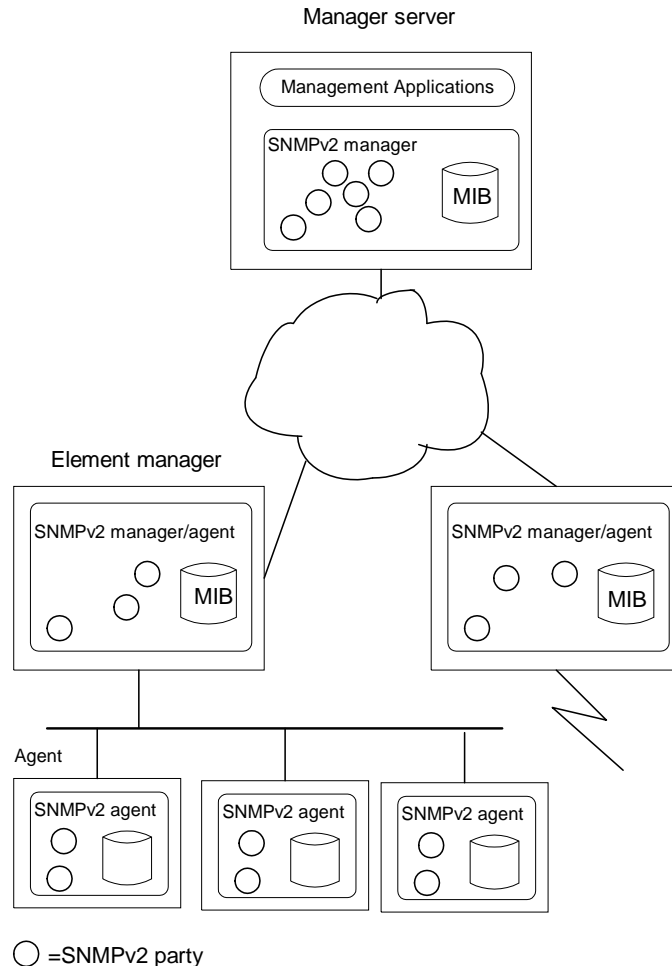 Manager server
Management Applications
SNMPv2 manager
MIB
Element manager
SNMPv2 manager/agent
MIB
SNMPv2 manager/agent
MIB
Agent
SNMPv2 agent
SNMPv2 agent
SNMPv2 agent
=SNMPv2 party